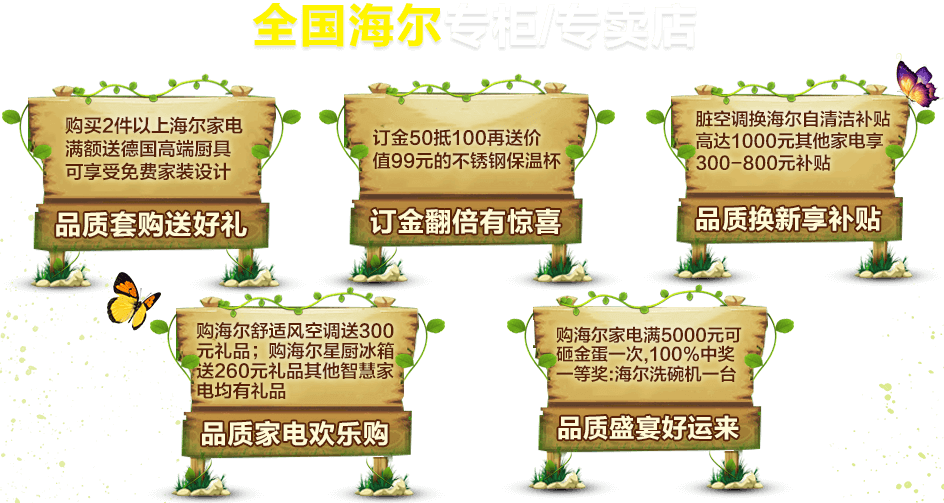 全国海尔专柜/专卖店
购买2件以上海尔家电
满额送德国高端厨具
可享受免费家装设计
品质套购送好礼
订金50抵100再送价
值99元的不锈钢保温杯
订金翻倍有惊喜
脏空调换海尔自清洁补贴
高达1000元其他家电享
300-800元补贴
品质换新享补贴
购海尔舒适风空调送300
元礼品；购海尔星厨冰箱
送260元礼品其他智慧家
电均有礼品
品质家电欢乐购
购海尔家电满5000元可
砸金蛋一次,100%中奖
一等奖:海尔洗碗机一台
品质盛宴好运来